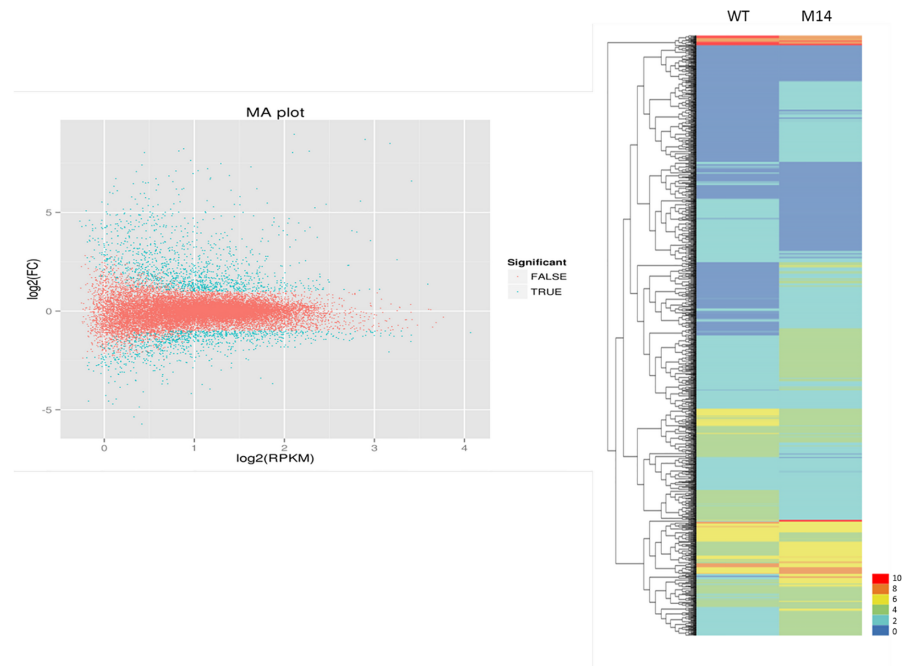 WT M14
MA plot
5
0
-5
log2(FC)
0 1 2 3 4
log2(RPKM)
Significant
FALSE
TRUE
10
8
6
4
2
0